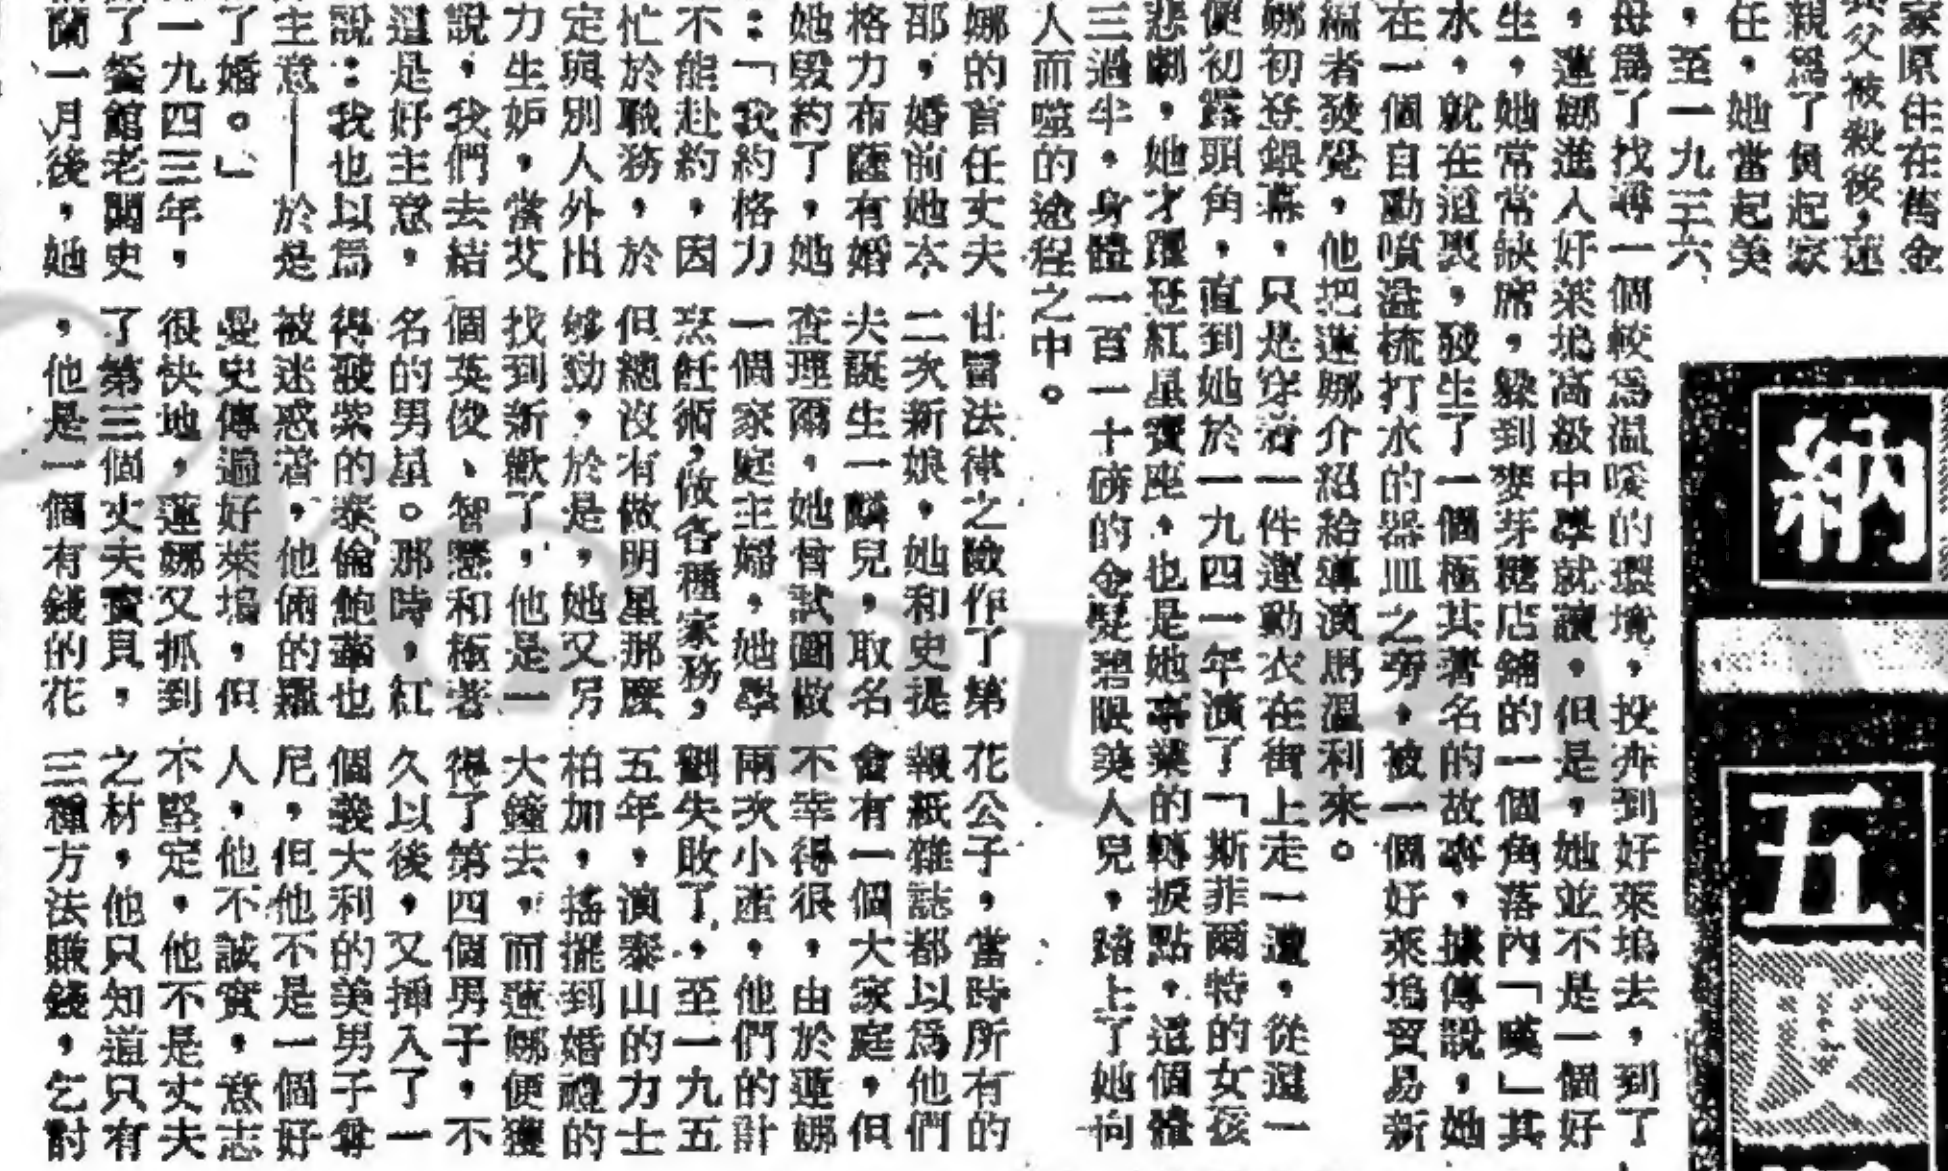 納
五
度
家原住在舊金
其父被殺後,蓮
親爲了負起家
任,她當起美
,至一九三六
母爲了找尋一個較爲溫暖的環境,投奔到好萊塢去,到了
,蓮娜進入好萊塢高級中學就讀。但是,她並不是一個好
生,她常常缺席,躲到麥芽糖店鋪的一個角落內「嘆」其
水,就在這裏,發生了一個極其著名的故事,據傳說,她
在一個自動噴溢梳打水的器皿之旁,被一個好萊塢貿易新
編者發覺,他把蓮娜介紹給導演馬溫利來。
娜初登銀幕,只是穿着一件運動衣在街上走一遭,從這一
便初露頭角,直到她於一九四一年演了「斯菲爾特的女孩
悲劇,她才躍登紅星寶座,也是她事業的轉捩點,這個體
三過半,身體一百一十磅的金髮碧眼美人兒,踏上了她向
人而噬的途程之中。
娜的首任丈夫
邵,婚前她本
格力布薩有婚
她毀約了,她
:「我約格力
不能赴約,因
忙於職務,於
定與別人外出
力生妒,當艾
說,我們去結
這是好主意,
說:我也以爲
主意——於是
了婚。」
一九四三年,
了餐館老闆史
蘭一月後,她
廿嘗法律之險作了第
二次新娘,她和史提
夫誕生一麟兒,取名
查理爾,她曾試圖做
一個家庭主婦,她學
烹飪術,做各種家務,
但總沒有做明星那麼
够勁,於是,她又另
找到新歡了,他是一
個英俊、智慧和極著
名的男星。那時,紅
得發紫的泰倫鮑華也
被迷惑着,他倆的羅
曼史傳遍好萊塢,但
很快地,蓮娜又抓到
了第三個丈夫寳貝,
,他是一個有錢的花
花公子,當時所有的
報紙雜誌都以爲他們
會有一個大家庭,但
不幸得很,由於蓮娜
兩次小產,他們的計
劃失敗了,至一九五
五年,演泰山的力士
柏加,搖擺到婚禮的
大鐘去,而蓮娜便獲
得了第四個男子,不
久以後,又揷入了一
個義大利的美男子韋
尼,但他不是一個好
人,他不誠實,意志
不堅定,他不是丈夫
之材,他只知道只有
三種方法賺錢,乞討